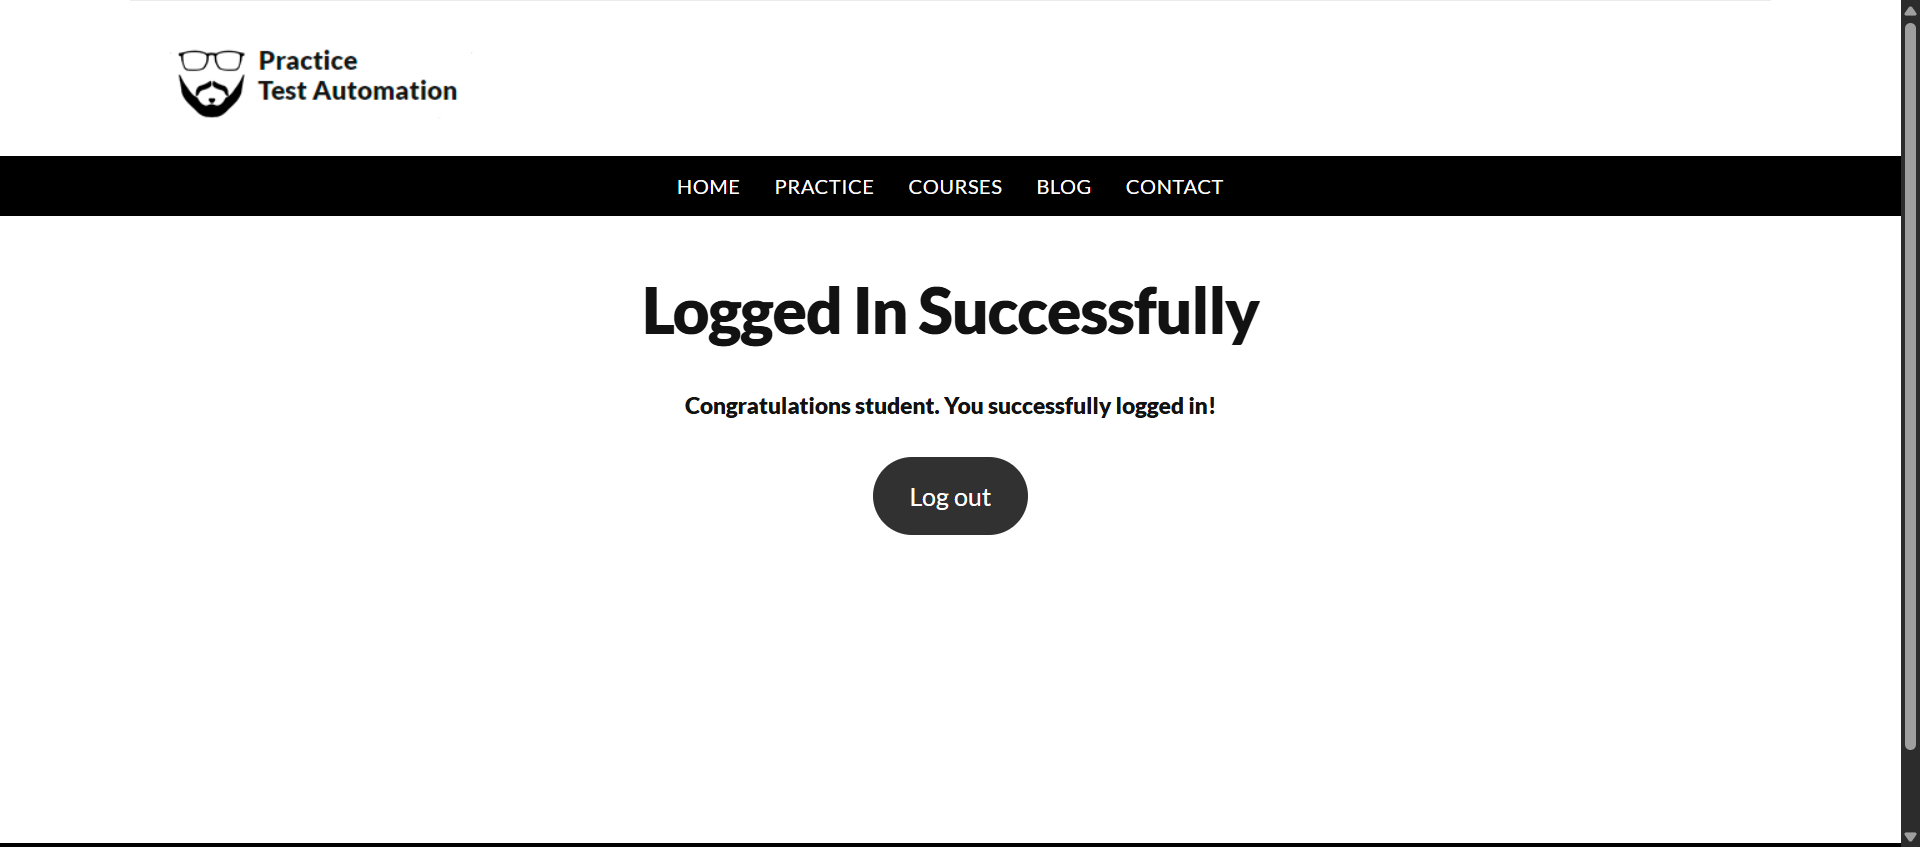 Practice
Test Automation
HOME PRACTICE COURSES BLOG CONTACT
Logged In Successfully
Congratulations student. You successfully logged in!
Log out